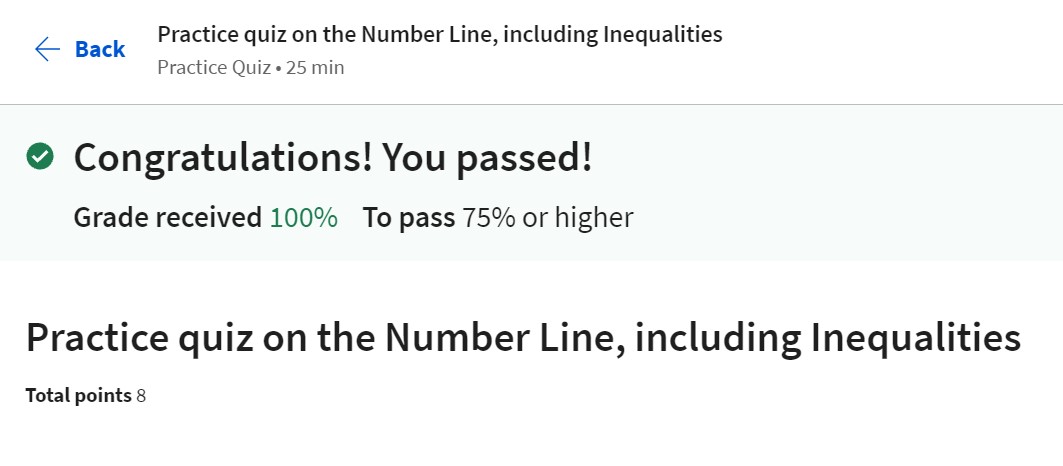 Back
Practice quiz on the Number Line, including Inequalities
Practice Quiz • 25 min
Congratulations! You passed!
Grade received 100% To pass 75% or higher
Practice quiz on the Number Line, including Inequalities
Total points 8